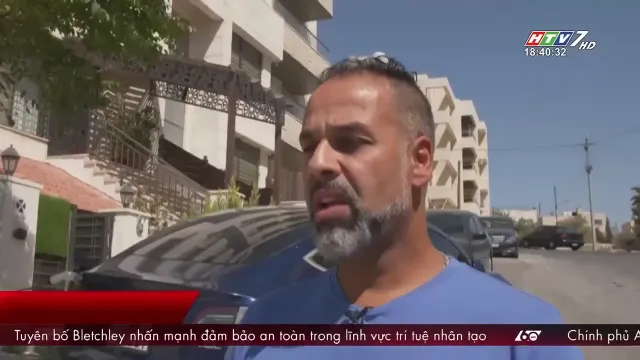 HTV7 HD
18:40:32
Tuyên bố Bletchley nhấn mạnh đảm bảo an toàn trong lĩnh vực trí tuệ nhân tạo 60 Chính phủ A